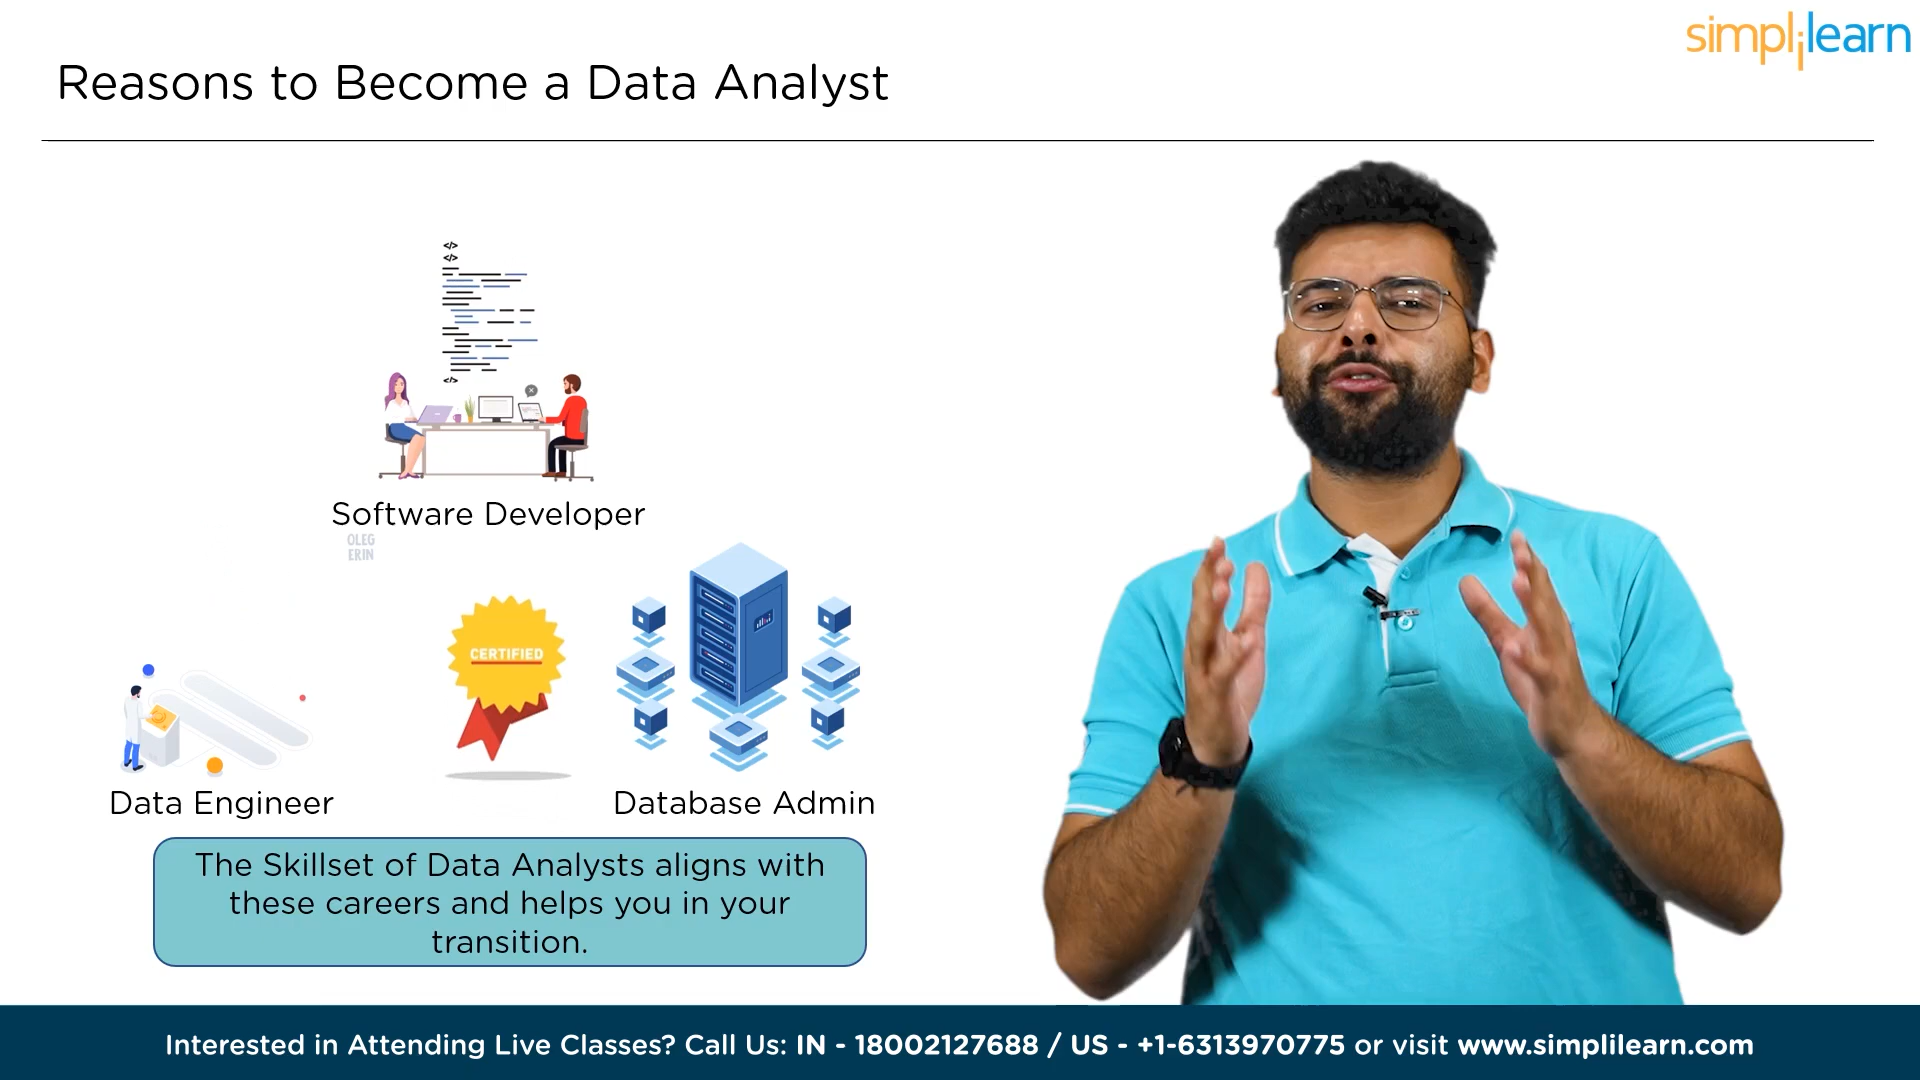 simplilearn
Reasons to Become a Data Analyst
</>
</>
</>
Software Developer
OLEG
ERIN
CERTIFIED
Data Engineer
Database Admin
The Skillset of Data Analysts aligns with
these careers and helps you in your
transition.
Interested in Attending Live Classes? Call Us: IN - 18002127688 / US - +1-6313970775 or visit www.simplilearn.com